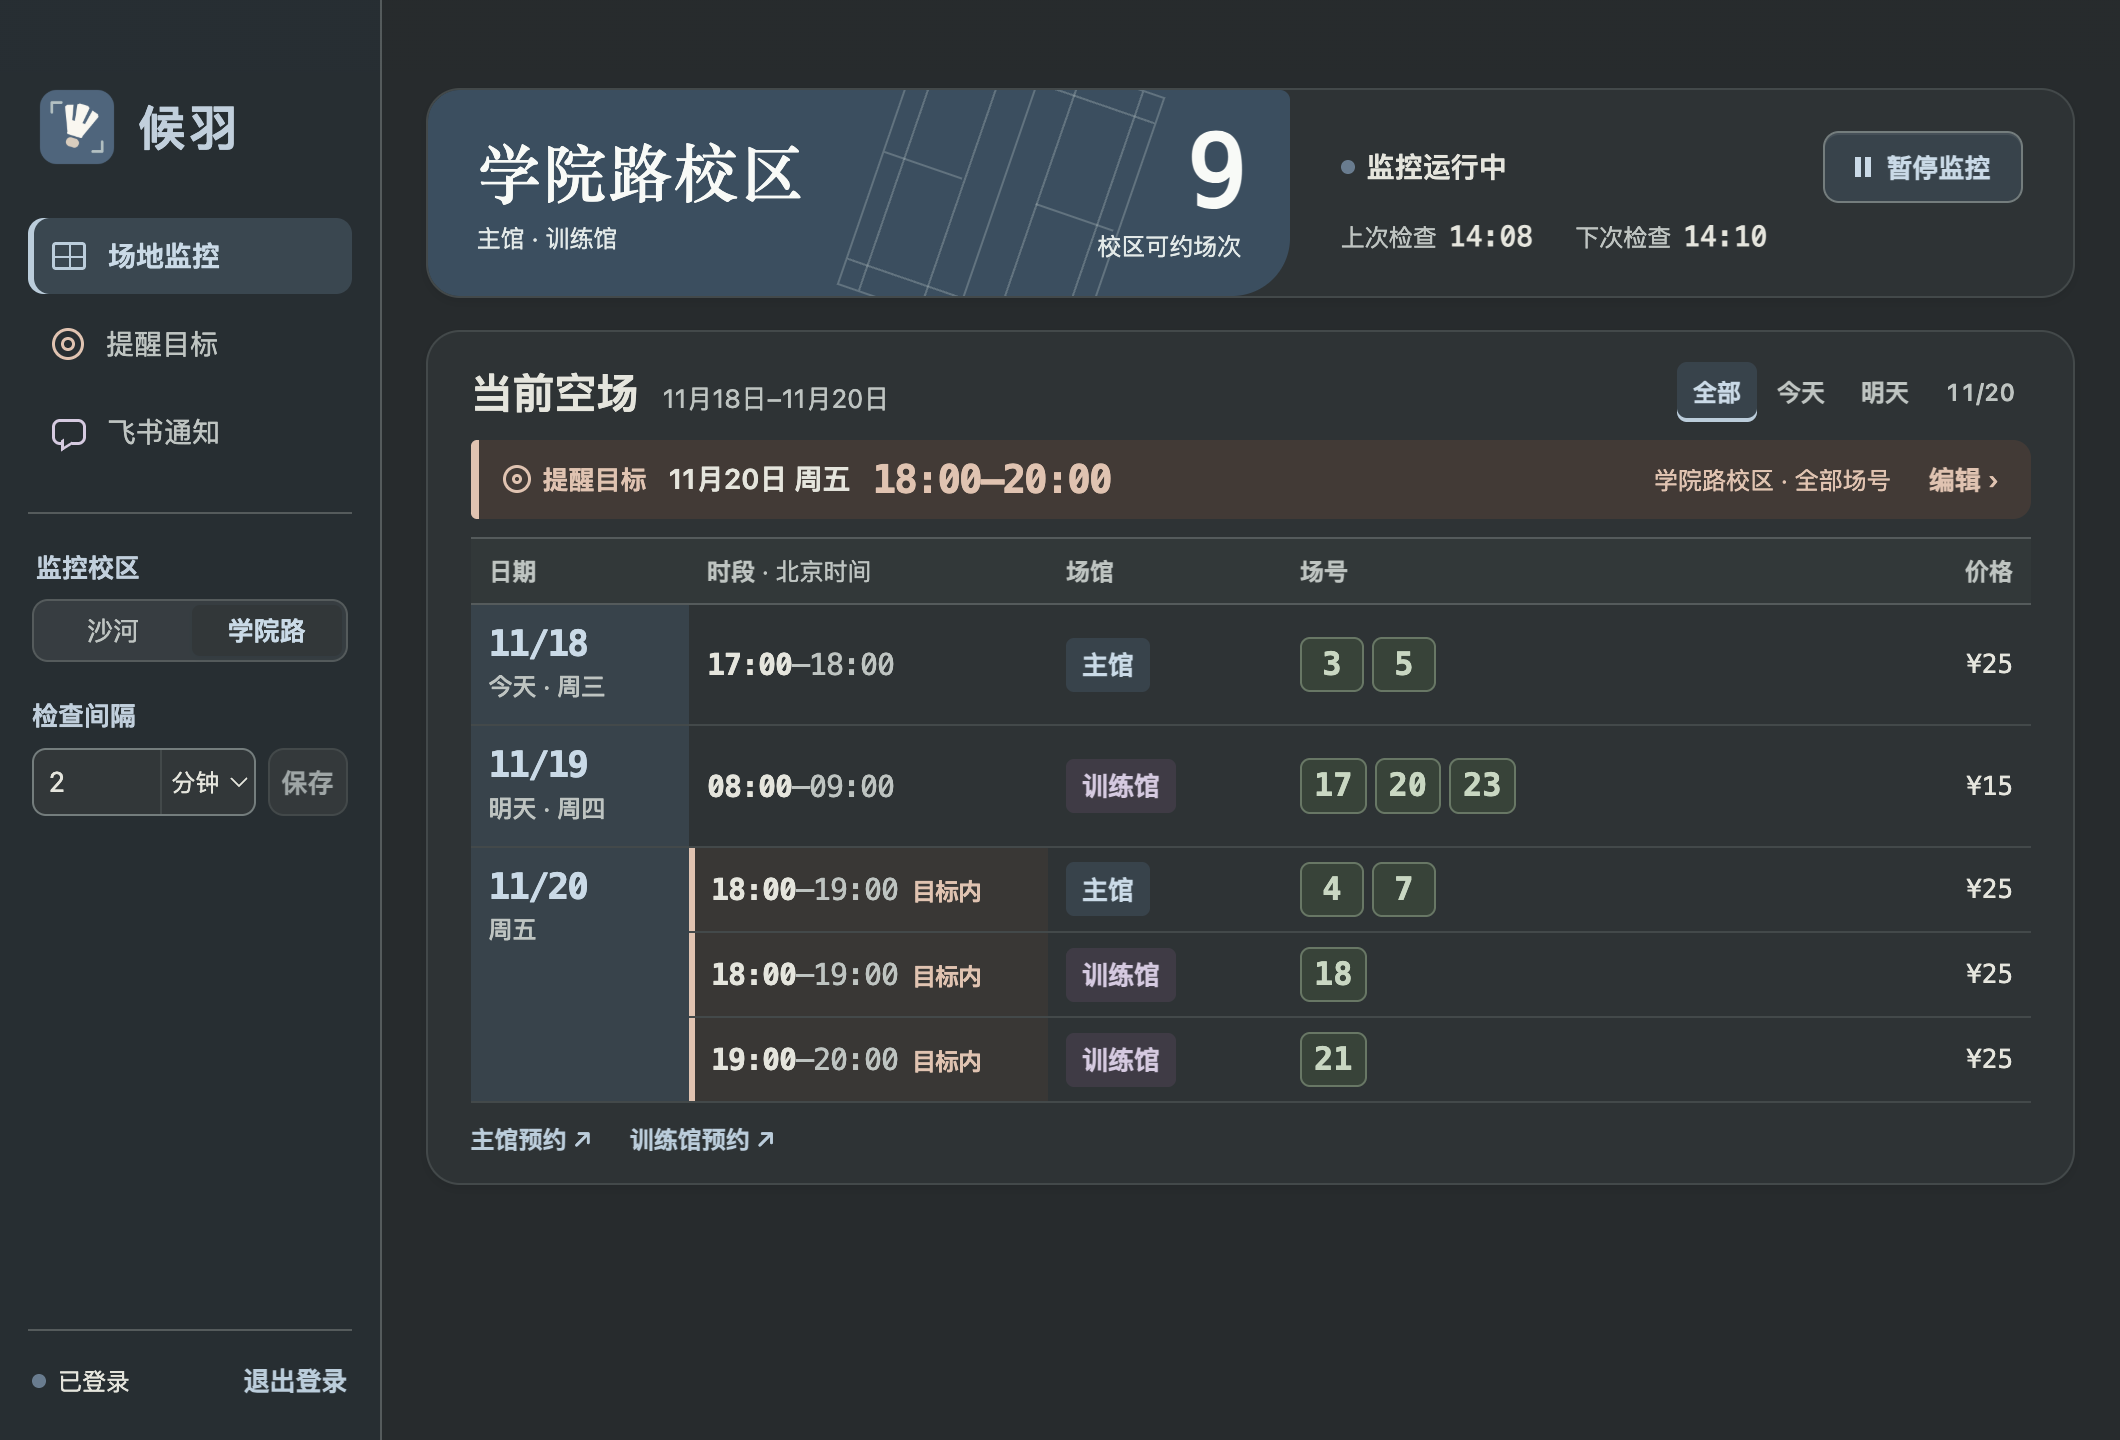 候羽
场地监控
提醒目标
飞书通知
监控校区
沙河 学院路
检查间隔
2 分钟 保存
已登录 退出登录
学院路校区
主馆 · 训练馆
9
校区可约场次
监控运行中
暂停监控
上次检查 14:08 下次检查 14:10
当前空场 11月18日–11月20日
全部 今天 明天 11/20
提醒目标 11月20日 周五 18:00–20:00 学院路校区 · 全部场号 编辑 ›
日期 时段 · 北京时间 场馆 场号 价格
11/18
今天 · 周三
17:00–18:00 主馆 3 5 ¥25
11/19
明天 · 周四
08:00–09:00 训练馆 17 20 23 ¥15
11/20
周五
18:00–19:00 目标内 主馆 4 7 ¥25
18:00–19:00 目标内 训练馆 18 ¥25
19:00–20:00 目标内 训练馆 21 ¥25
主馆预约 ↗ 训练馆预约 ↗